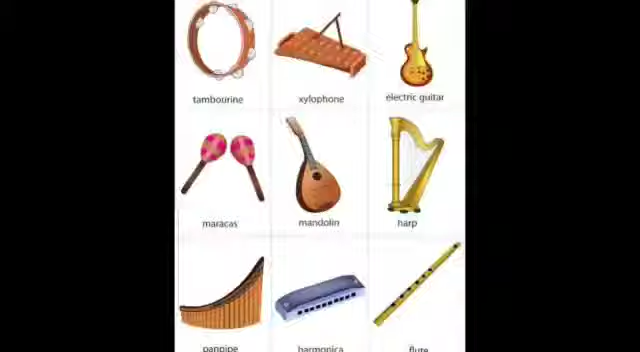 tambourine xylophone electric guitar
maracas mandolin harp
panpipe harmonica flute